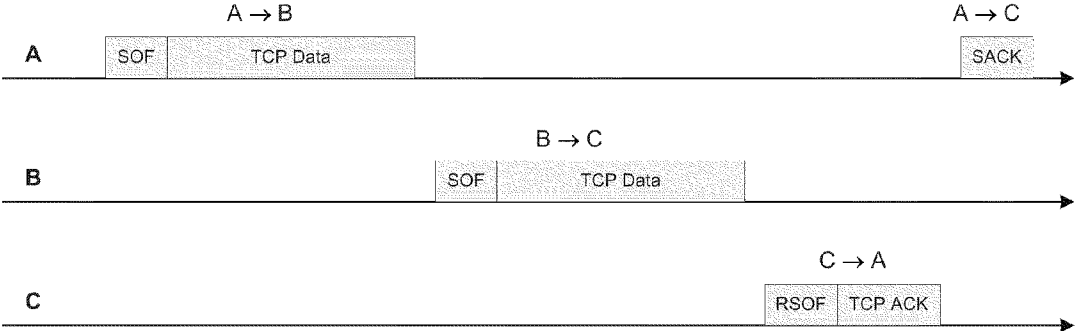 A → B A → C
A SOF TCP Data SACK
B → C
B SOF TCP Data
C → A
C RSOF TCP ACK